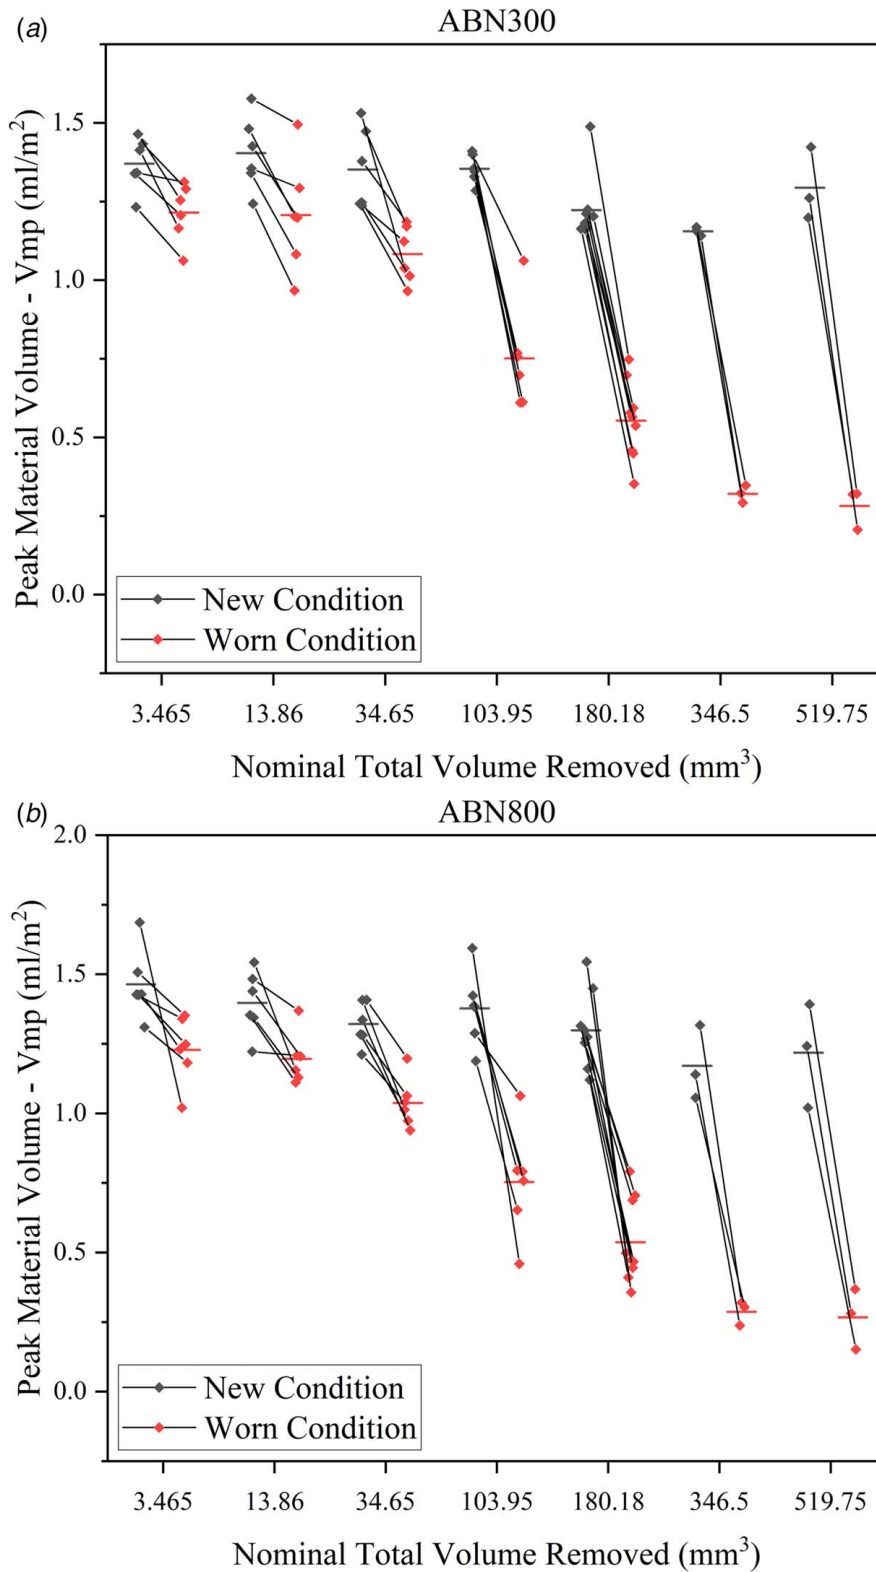 (a)
ABN300
Peak Material Volume - Vmp (ml/m²)
1.5
1.0
0.5
0.0
New Condition
Worn Condition
3.465 13.86 34.65 103.95 180.18 346.5 519.75
Nominal Total Volume Removed (mm³)
(b)
ABN800
Peak Material Volume - Vmp (ml/m²)
2.0
1.5
1.0
0.5
0.0
New Condition
Worn Condition
3.465 13.86 34.65 103.95 180.18 346.5 519.75
Nominal Total Volume Removed (mm³)